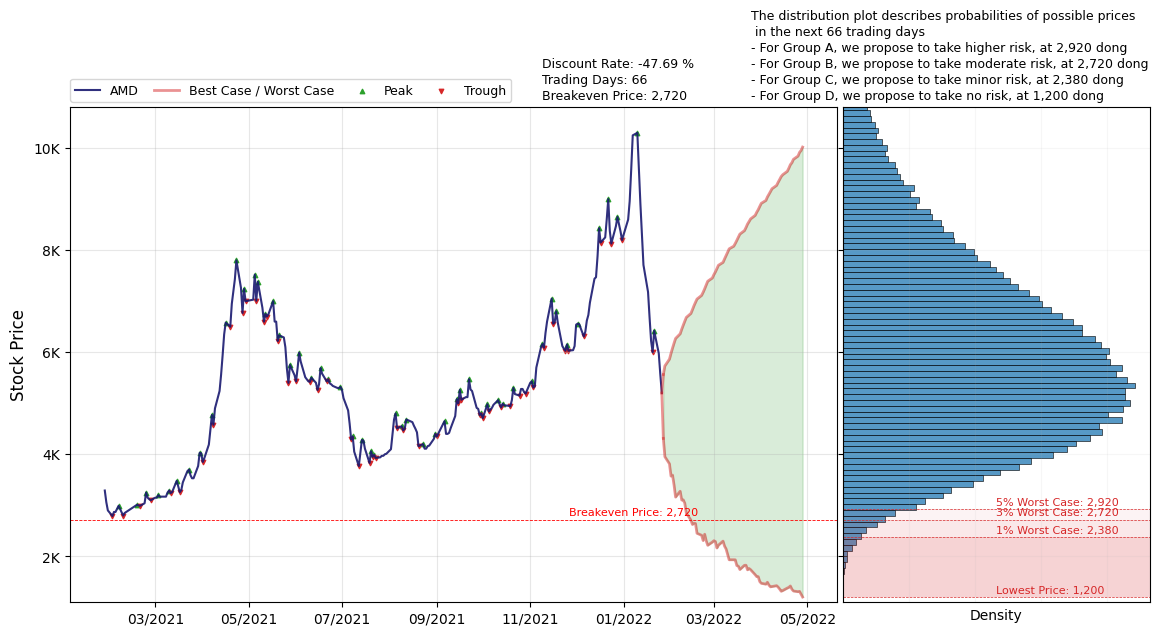 The distribution plot describes probabilities of possible prices
in the next 66 trading days
- For Group A, we propose to take higher risk, at 2,920 dong
- For Group B, we propose to take moderate risk, at 2,720 dong
- For Group C, we propose to take minor risk, at 2,380 dong
- For Group D, we propose to take no risk, at 1,200 dong
Discount Rate: -47.69 %
Trading Days: 66
Breakeven Price: 2,720
AMD
Best Case / Worst Case
Peak
Trough
Stock Price
10K
8K
6K
4K
2K
Breakeven Price: 2,720
5% Worst Case: 2,920
3% Worst Case: 2,720
1% Worst Case: 2,380
Lowest Price: 1,200
03/2021
05/2021
07/2021
09/2021
11/2021
01/2022
03/2022
05/2022
Density